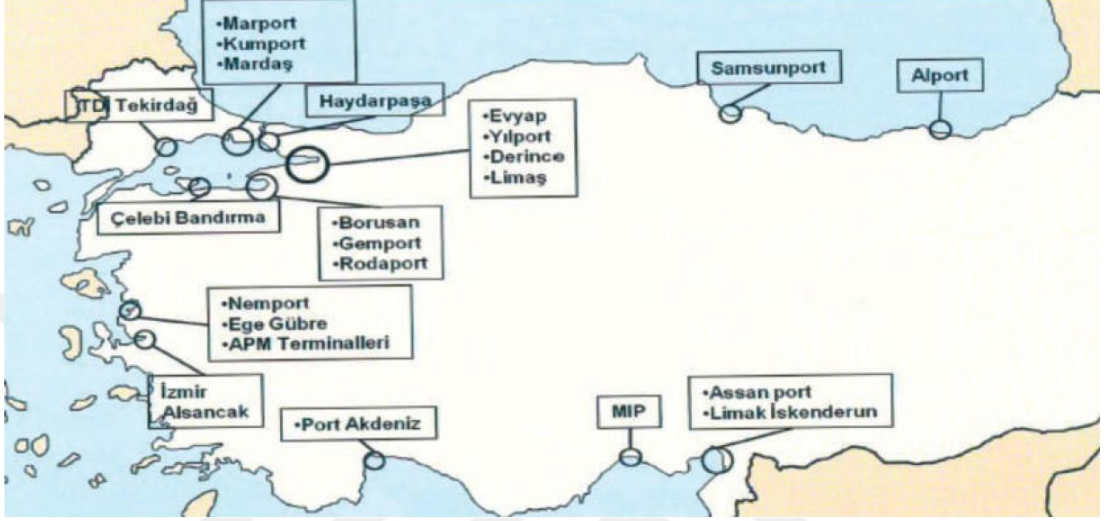 •Marport
•Kumport
•Mardaş
TDİ Tekirdağ
Haydarpaşa
Samsunport
Alport
•Evyap
•Yılport
•Derince
•Limaş
Çelebi Bandırma
•Borusan
•Gemport
•Rodaport
•Nemport
•Ege Gübre
•APM Terminalleri
İzmir
Alsancak
•Port Akdeniz
MIP
•Assan port
•Limak İskenderun